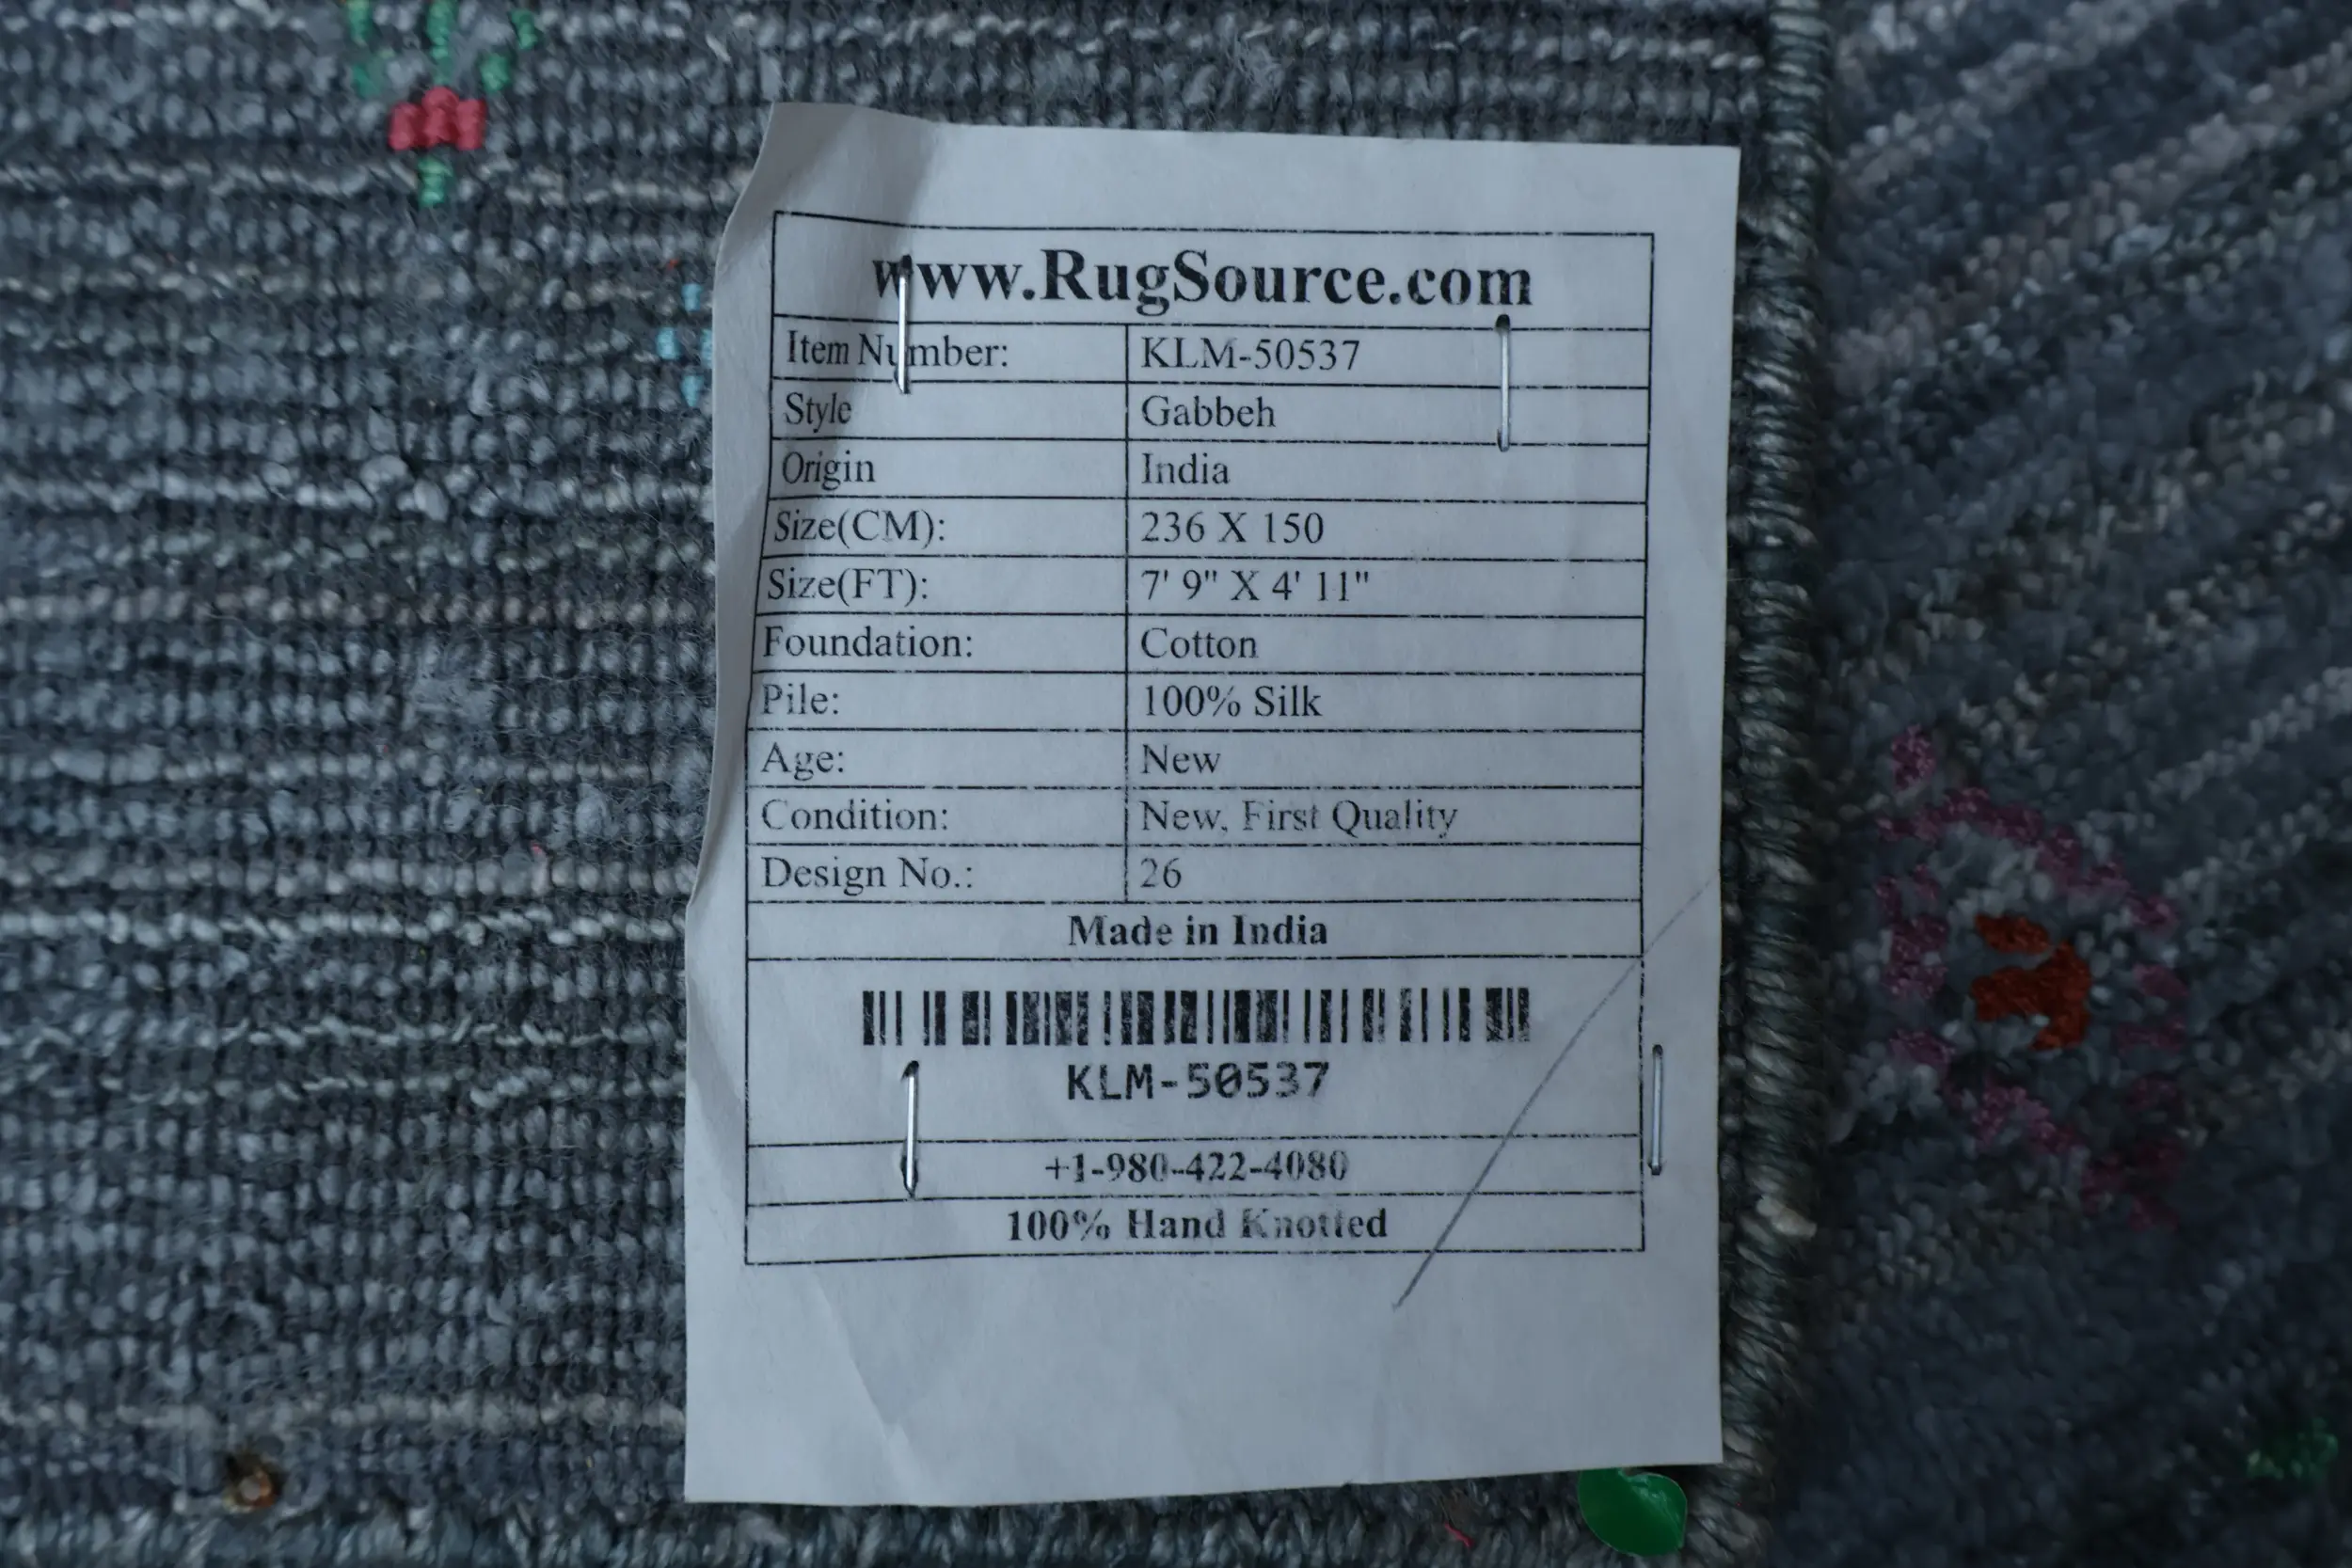 www.RugSource.com
Item Number: KLM-50537
Style Gabbeh
Origin India
Size(CM): 236 X 150
Size(FT): 7' 9" X 4' 11"
Foundation: Cotton
Pile: 100% Silk
Age: New
Condition: New, First Quality
Design No.: 26
Made in India
KLM-50537
+1-980-422-4080
100% Hand Knotted